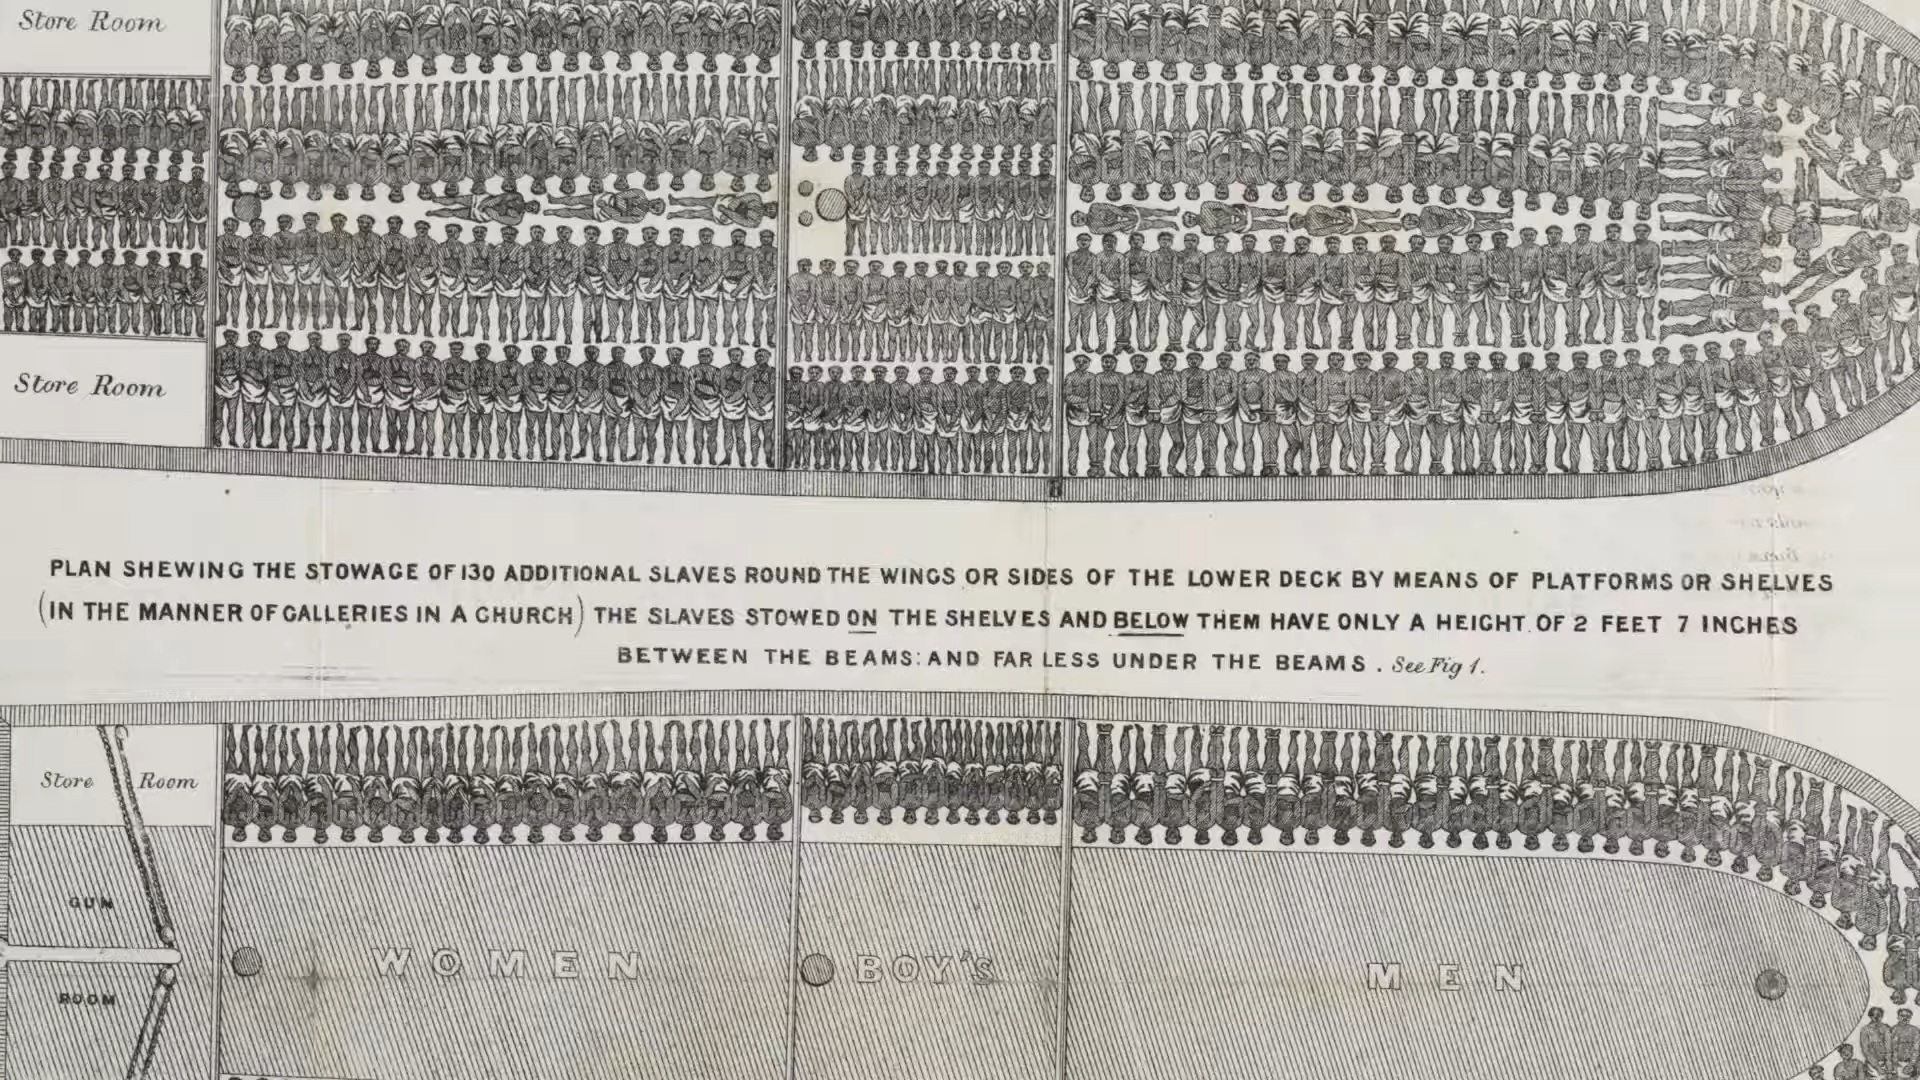 Store Room
Store Room
PLAN SHEWING THE STOWAGE OF 130 ADDITIONAL SLAVES ROUND THE WINGS OR SIDES OF THE LOWER DECK BY MEANS OF PLATFORMS OR SHELVES
(IN THE MANNER OF GALLERIES IN A CHURCH) THE SLAVES STOWED ON THE SHELVES AND BELOW THEM HAVE ONLY A HEIGHT OF 2 FEET 7 INCHES
BETWEEN THE BEAMS: AND FAR LESS UNDER THE BEAMS. See Fig 1.
Store Room
GUN
ROOM
WOMEN
BOY'S
MEN